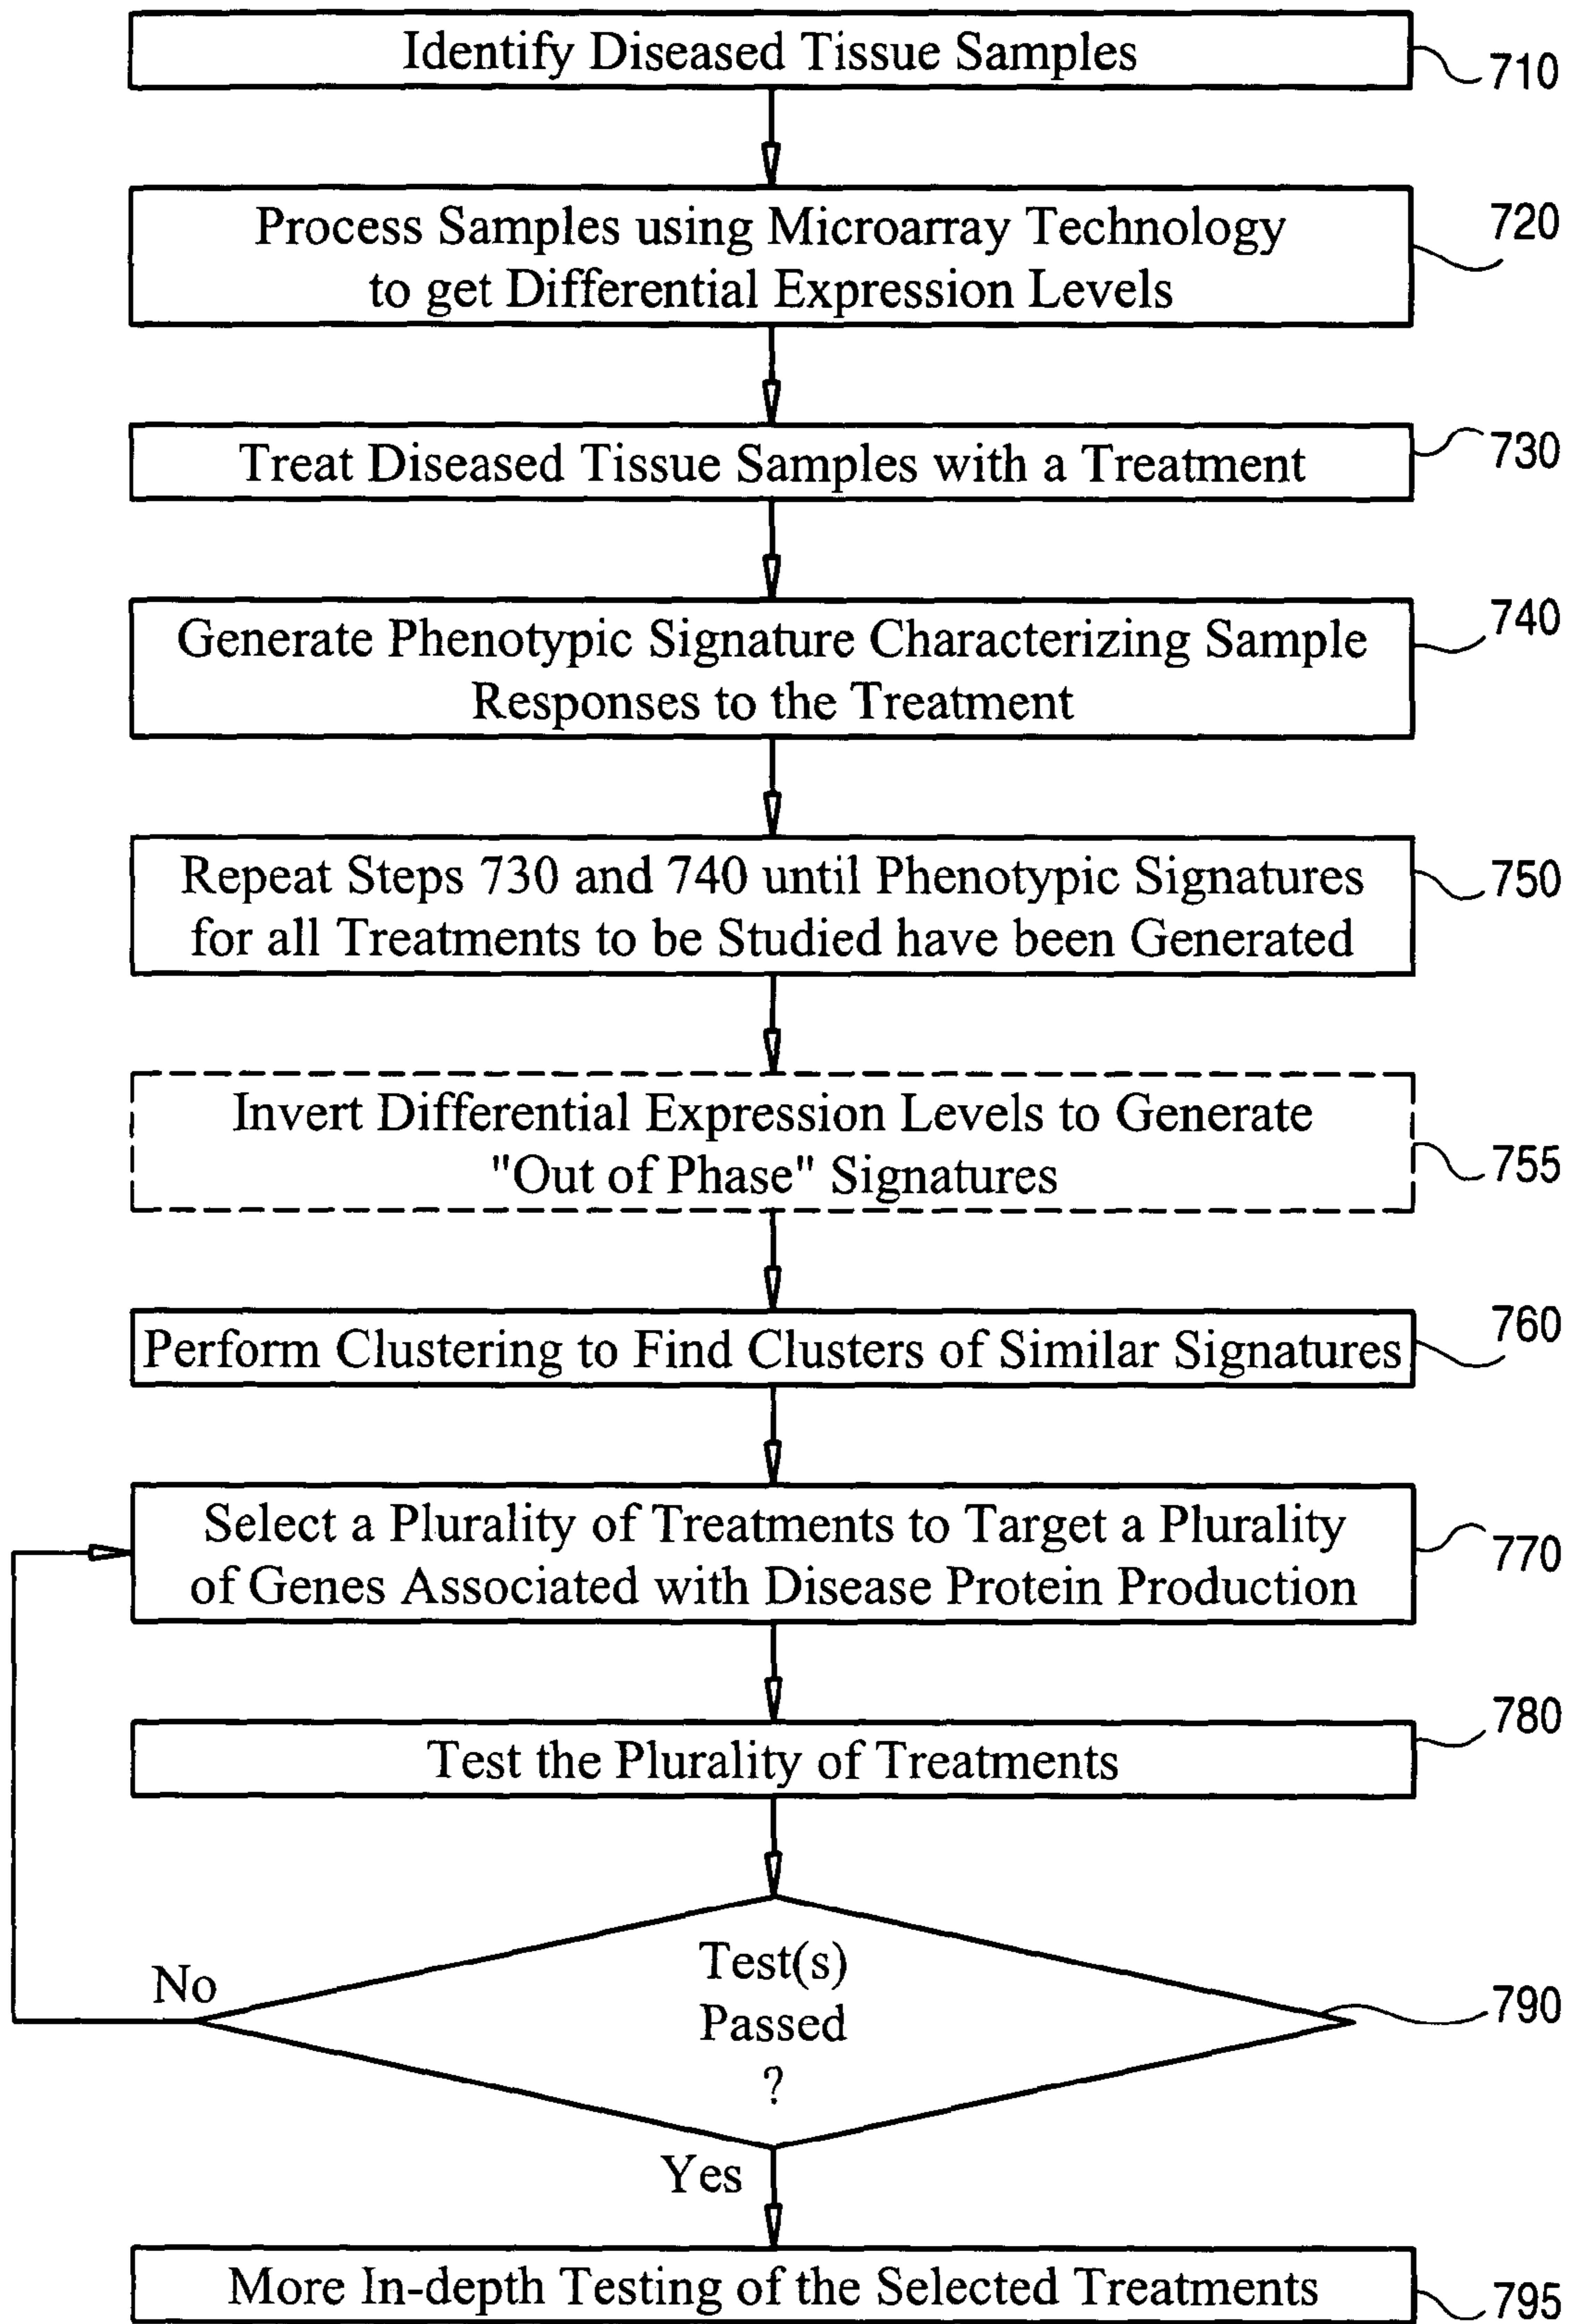 Identify Diseased Tissue Samples
710
Process Samples using Microarray Technology
to get Differential Expression Levels
720
Treat Diseased Tissue Samples with a Treatment
730
Generate Phenotypic Signature Characterizing Sample
Responses to the Treatment
740
Repeat Steps 730 and 740 until Phenotypic Signatures
for all Treatments to be Studied have been Generated
750
Invert Differential Expression Levels to Generate
"Out of Phase" Signatures
755
Perform Clustering to Find Clusters of Similar Signatures
760
Select a Plurality of Treatments to Target a Plurality
of Genes Associated with Disease Protein Production
770
Test the Plurality of Treatments
780
Test(s)
Passed
?
790
No
Yes
More In-depth Testing of the Selected Treatments
795